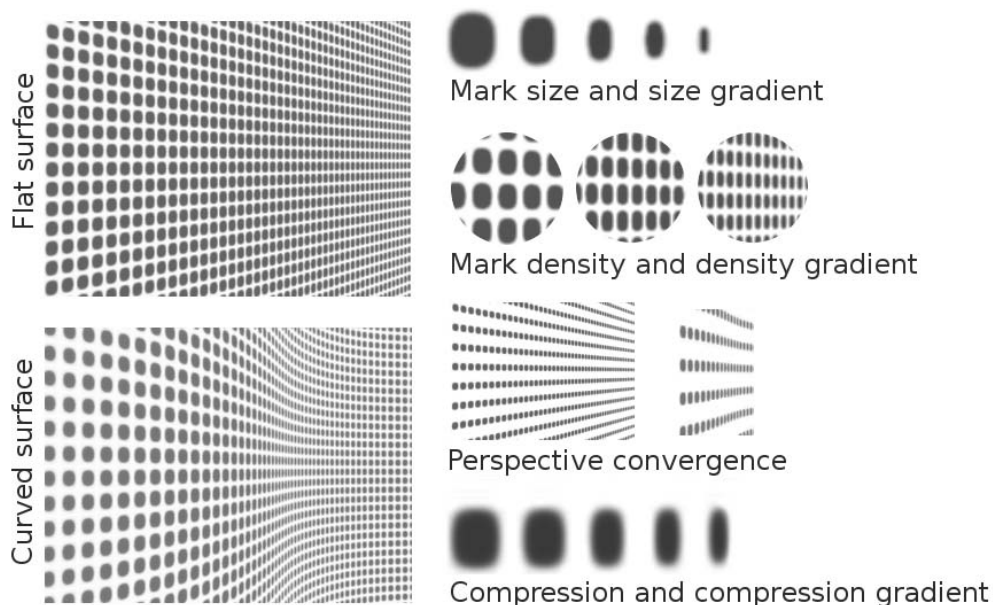 Flat surface
Curved surface
Mark size and size gradient
Mark density and density gradient
Perspective convergence
Compression and compression gradient